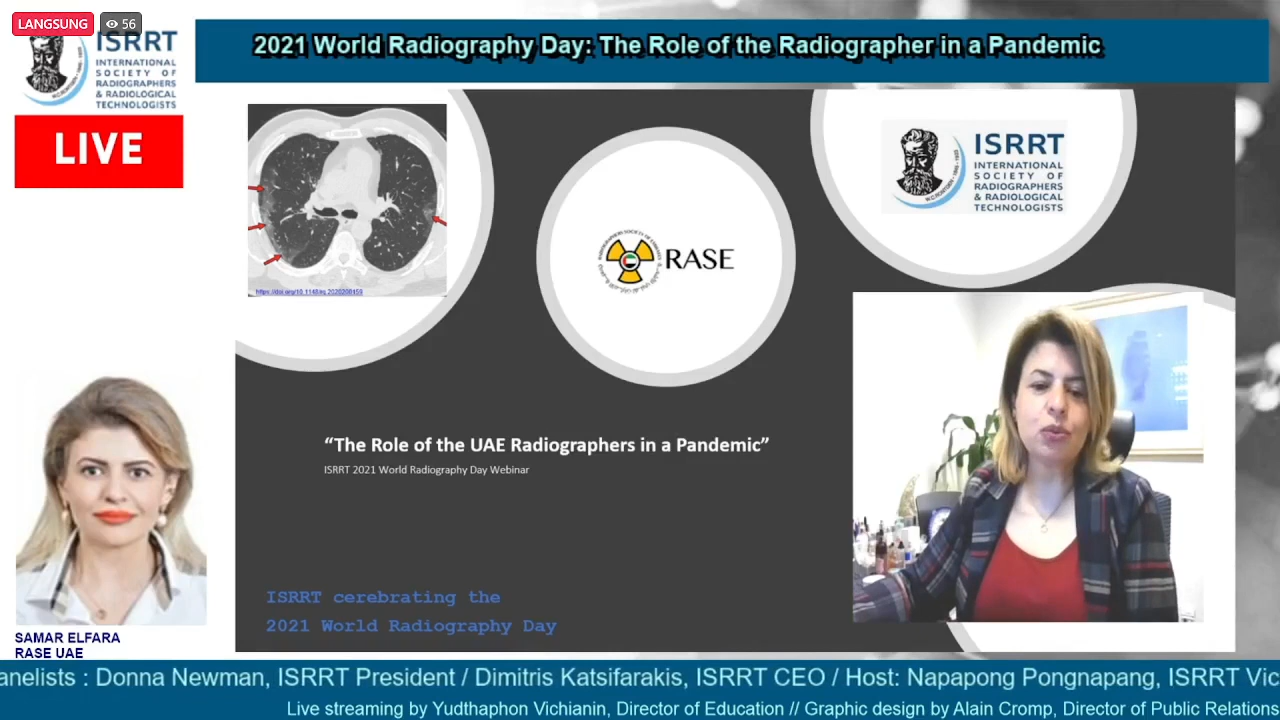 LANGSUNG 56
ISRRT
INTERNATIONAL
SOCIETY OF
RADIOGRAPHERS
& RADIOLOGICAL
TECHNOLOGISTS
2021 World Radiography Day: The Role of the Radiographer in a Pandemic
LIVE
RASE
ISRRT
INTERNATIONAL
SOCIETY OF
RADIOGRAPHERS
& RADIOLOGICAL
TECHNOLOGISTS
“The Role of the UAE Radiographers in a Pandemic”
ISRRT 2021 World Radiography Day Webinar
ISRRT cerebrating the
2021 World Radiography Day
SAMAR ELFARA
RASE UAE
anelists : Donna Newman, ISRRT President / Dimitris Katsifarakis, ISRRT CEO / Host: Napapong Pongnapang, ISRRT Vic
Live streaming by Yudthaphon Vichianin, Director of Education // Graphic design by Alain Cromp, Director of Public Relations